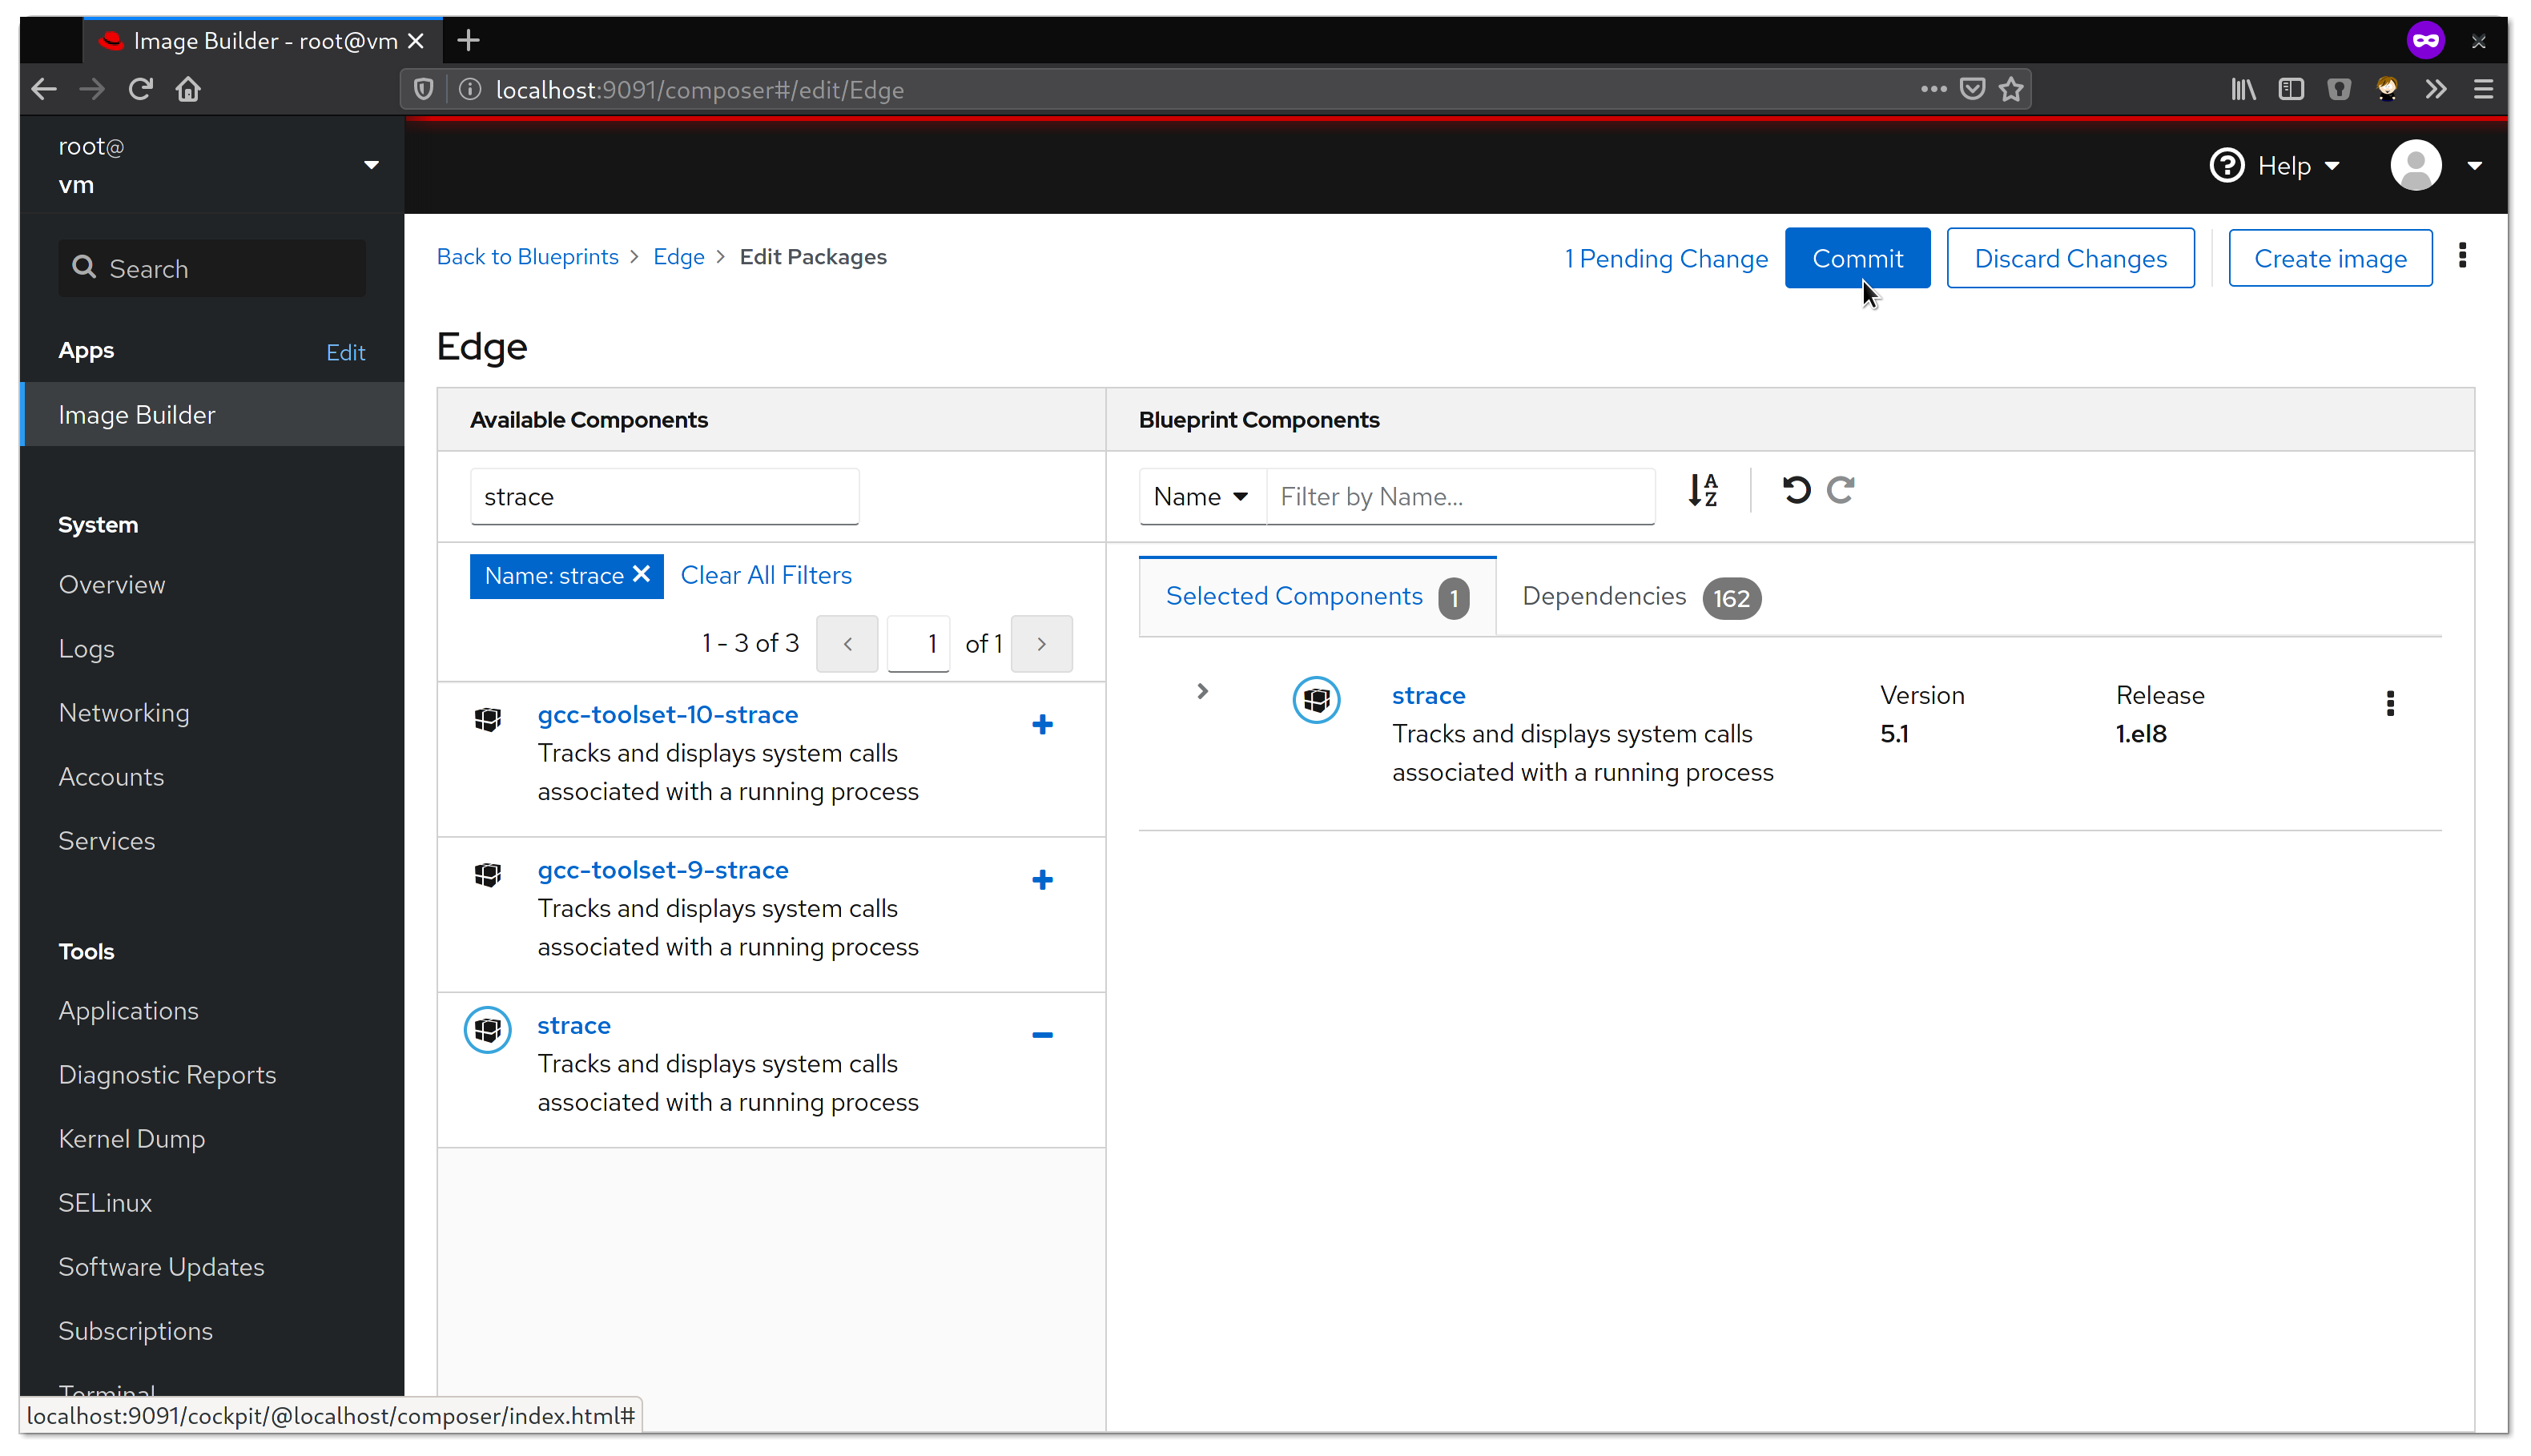 Image Builder - root@vm
localhost:9091/composer#/edit/Edge
root@
vm
Help
Search
Apps
Edit
Image Builder
System
Overview
Logs
Networking
Accounts
Services
Tools
Applications
Diagnostic Reports
Kernel Dump
SELinux
Software Updates
Subscriptions
Terminal
localhost:9091/cockpit/@localhost/composer/index.html#
Back to Blueprints > Edge > Edit Packages
1 Pending Change
Commit
Discard Changes
Create image
Edge
Available Components
strace
Name: strace
Clear All Filters
1 - 3 of 3
1 of 1
gcc-toolset-10-strace
Tracks and displays system calls
associated with a running process
gcc-toolset-9-strace
Tracks and displays system calls
associated with a running process
strace
Tracks and displays system calls
associated with a running process
Blueprint Components
Name
Filter by Name...
A
Z
Selected Components 1
Dependencies 162
strace
Tracks and displays system calls
associated with a running process
Version
5.1
Release
1.el8